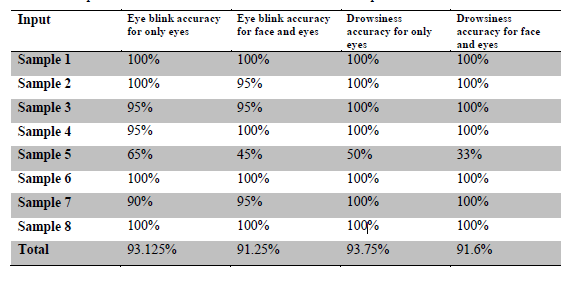 Input Eye blink accuracy for only eyes Eye blink accuracy for face and eyes Drowsiness accuracy for only eyes Drowsiness accuracy for face and eyes
Sample 1 100% 100% 100% 100%
Sample 2 100% 95% 100% 100%
Sample 3 95% 95% 100% 100%
Sample 4 95% 100% 100% 100%
Sample 5 65% 45% 50% 33%
Sample 6 100% 100% 100% 100%
Sample 7 90% 95% 100% 100%
Sample 8 100% 100% 100% 100%
Total 93.125% 91.25% 93.75% 91.6%